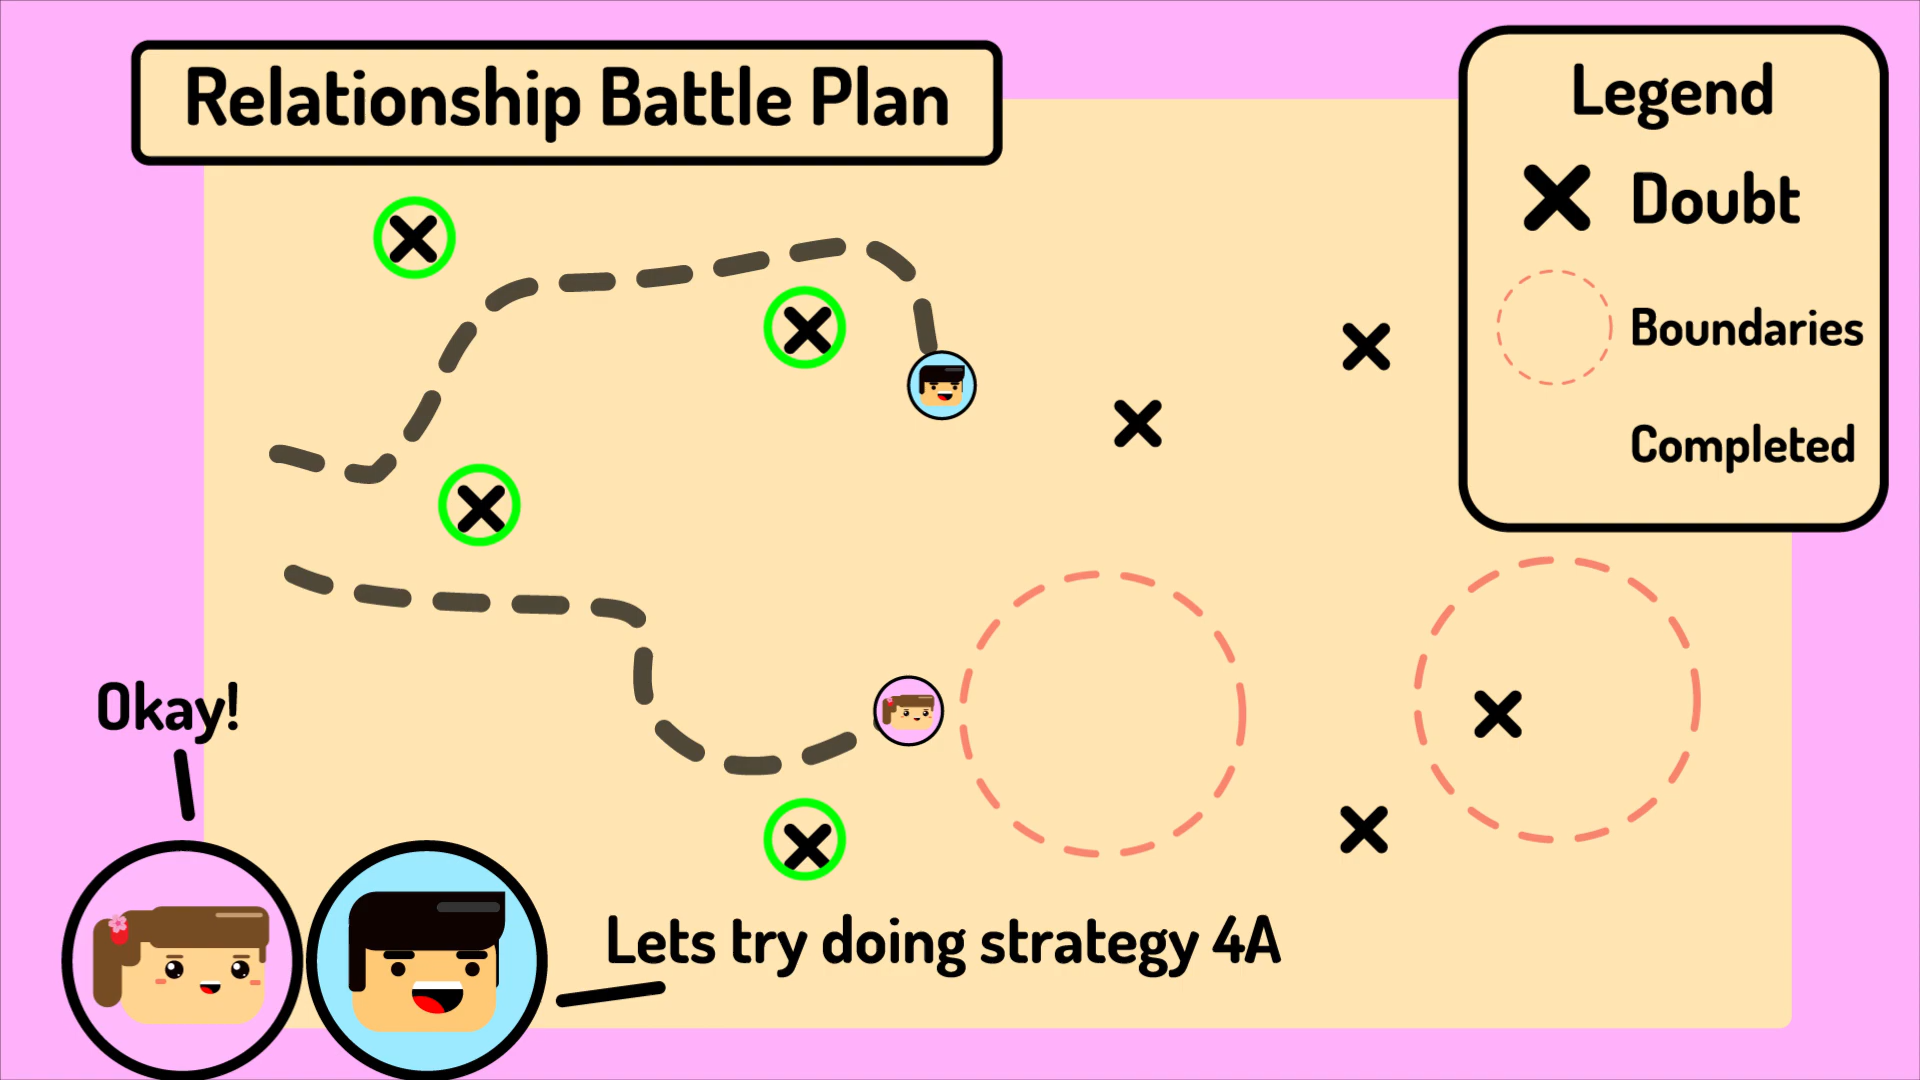 Relationship Battle Plan
Legend
Doubt
Boundaries
Completed
Okay!
Lets try doing strategy 4A